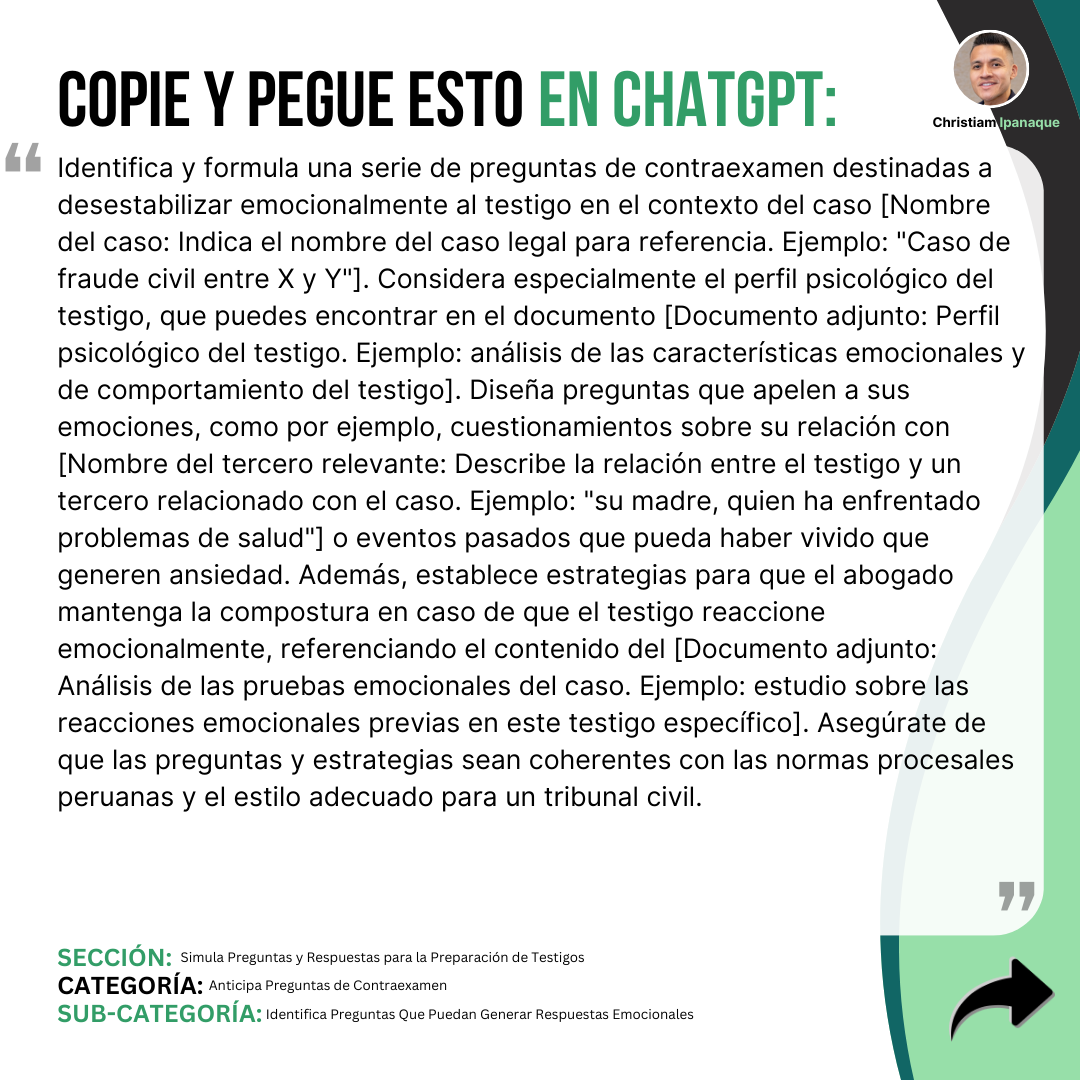 COPIE Y PEGUE ESTO EN CHATGPT:
Christiam Ipanaque
“
Identifica y formula una serie de preguntas de contraexamen destinadas a
desestabilizar emocionalmente al testigo en el contexto del caso [Nombre
del caso: Indica el nombre del caso legal para referencia. Ejemplo: "Caso de
fraude civil entre X y Y"]. Considera especialmente el perfil psicológico del
testigo, que puedes encontrar en el documento [Documento adjunto: Perfil
psicológico del testigo. Ejemplo: análisis de las características emocionales y
de comportamiento del testigo]. Diseña preguntas que apelen a sus
emociones, como por ejemplo, cuestionamientos sobre su relación con
[Nombre del tercero relevante: Describe la relación entre el testigo y un
tercero relacionado con el caso. Ejemplo: "su madre, quien ha enfrentado
problemas de salud"] o eventos pasados que pueda haber vivido que
generen ansiedad. Además, establece estrategias para que el abogado
mantenga la compostura en caso de que el testigo reaccione
emocionalmente, referenciando el contenido del [Documento adjunto:
Análisis de las pruebas emocionales del caso. Ejemplo: estudio sobre las
reacciones emocionales previas en este testigo específico]. Asegúrate de
que las preguntas y estrategias sean coherentes con las normas procesales
peruanas y el estilo adecuado para un tribunal civil.
”
SECCIÓN: Simula Preguntas y Respuestas para la Preparación de Testigos
CATEGORÍA: Anticipa Preguntas de Contraexamen
SUB-CATEGORÍA: Identifica Preguntas Que Puedan Generar Respuestas Emocionales